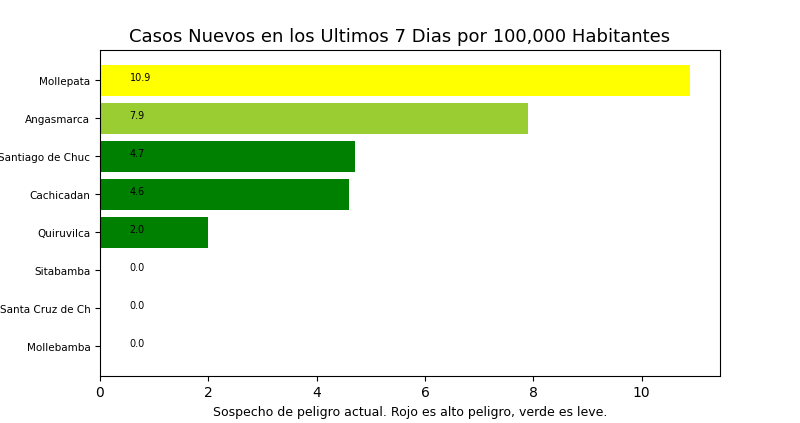 Casos Nuevos en los Ultimos 7 Dias por 100,000 Habitantes
Mollepata 10.9
Angasmarca 7.9
Santiago de Chuc 4.7
Cachicadan 4.6
Quiruvilca 2.0
Sitabamba 0.0
Santa Cruz de Ch 0.0
Mollebamba 0.0
0 2 4 6 8 10
Sospecho de peligro actual. Rojo es alto peligro, verde es leve.